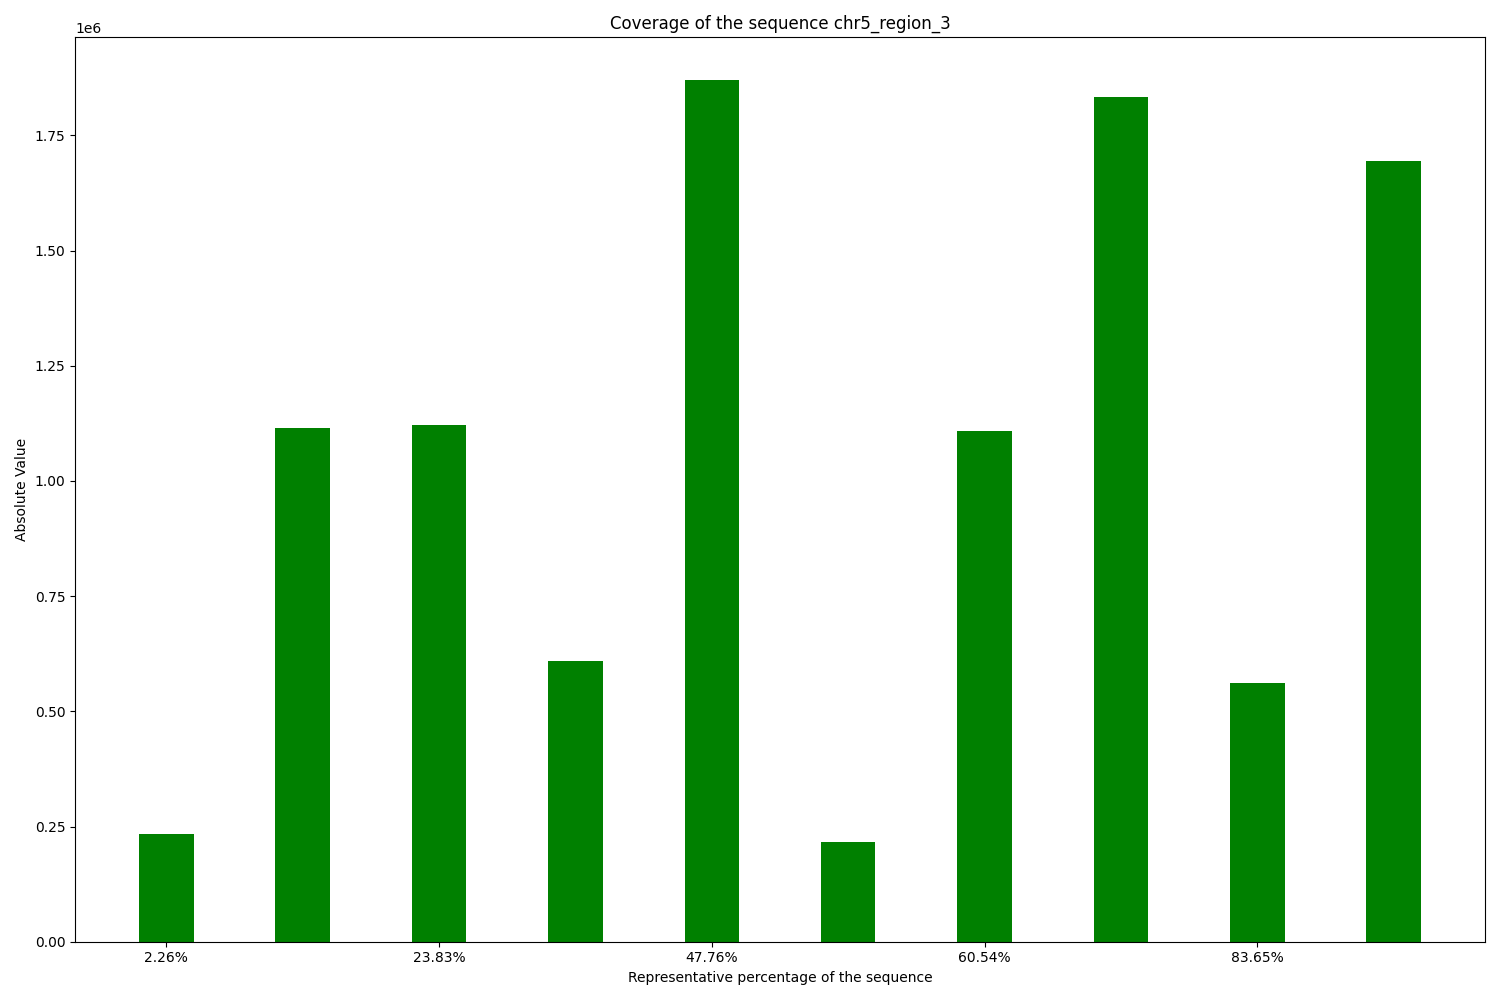 Coverage of the sequence chr5_region_3
1e6
1.75
1.50
1.25
1.00
0.75
0.50
0.25
0.00
Absolute Value
2.26% 23.83% 47.76% 60.54% 83.65%
Representative percentage of the sequence